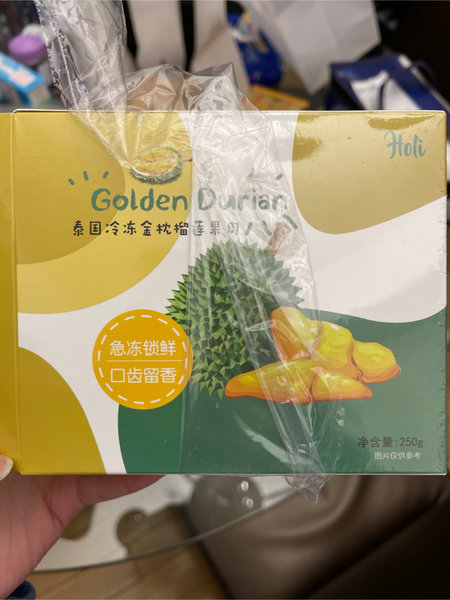 Holi
Golden Durian
泰国冷冻金枕榴莲果肉
急冻锁鲜
口齿留香
净含量:250g
图片仅供参考